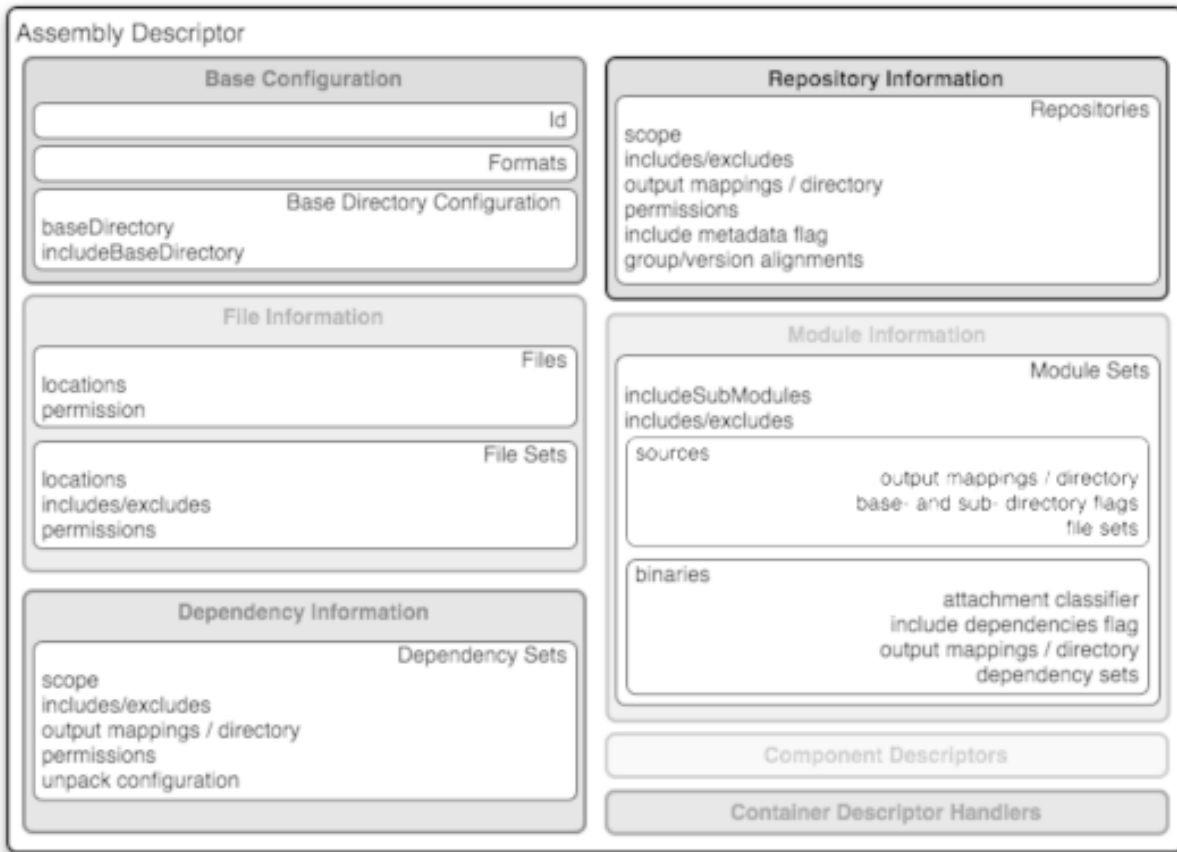 Assembly Descriptor
Base Configuration
Id
Formats
Base Directory Configuration
baseDirectory
includeBaseDirectory
File Information
Files
locations
permission
File Sets
locations
includes/excludes
permissions
Dependency Information
Dependency Sets
scope
includes/excludes
output mappings / directory
permissions
unpack configuration
Repository Information
Repositories
scope
includes/excludes
output mappings / directory
permissions
include metadata flag
group/version alignments
Module Information
Module Sets
includeSubModules
includes/excludes
sources
output mappings / directory
base- and sub- directory flags
file sets
binaries
attachment classifier
include dependencies flag
output mappings / directory
dependency sets
Component Descriptors
Container Descriptor Handlers